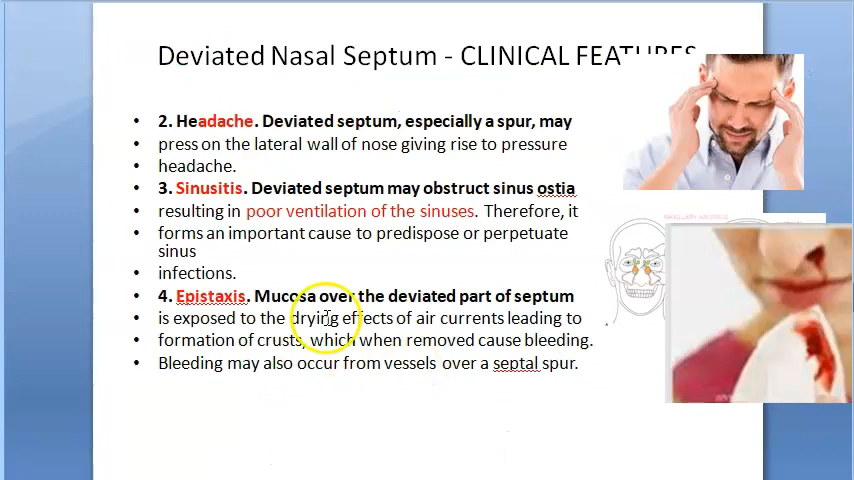 Deviated Nasal Septum - CLINICAL FEATURES
• 2. Headache. Deviated septum, especially a spur, may
• press on the lateral wall of nose giving rise to pressure
• headache.
• 3. Sinusitis. Deviated septum may obstruct sinus ostia
• resulting in poor ventilation of the sinuses. Therefore, it
• forms an important cause to predispose or perpetuate
sinus
• infections.
• 4. Epistaxis. Mucosa over the deviated part of septum
• is exposed to the drying effects of air currents leading to
• formation of crusts, which when removed cause bleeding.
• Bleeding may also occur from vessels over a septal spur.